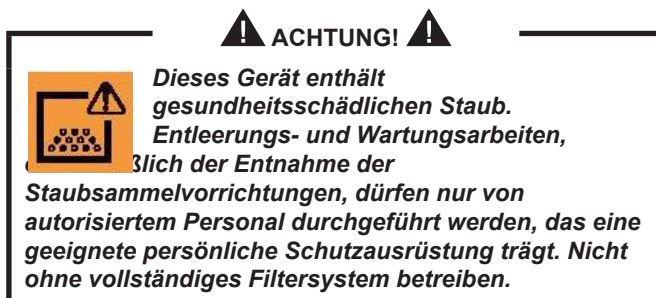 ACHTUNG!
Dieses Gerät enthält
gesundheitsschädlichen Staub.
Entleerungs- und Wartungsarbeiten,
ßlich der Entnahme der
Staubsammelvorrichtungen, dürfen nur von
autorisiertem Personal durchgeführt werden, das eine
geeignete persönliche Schutzausrüstung trägt. Nicht
ohne vollständiges Filtersystem betreiben.